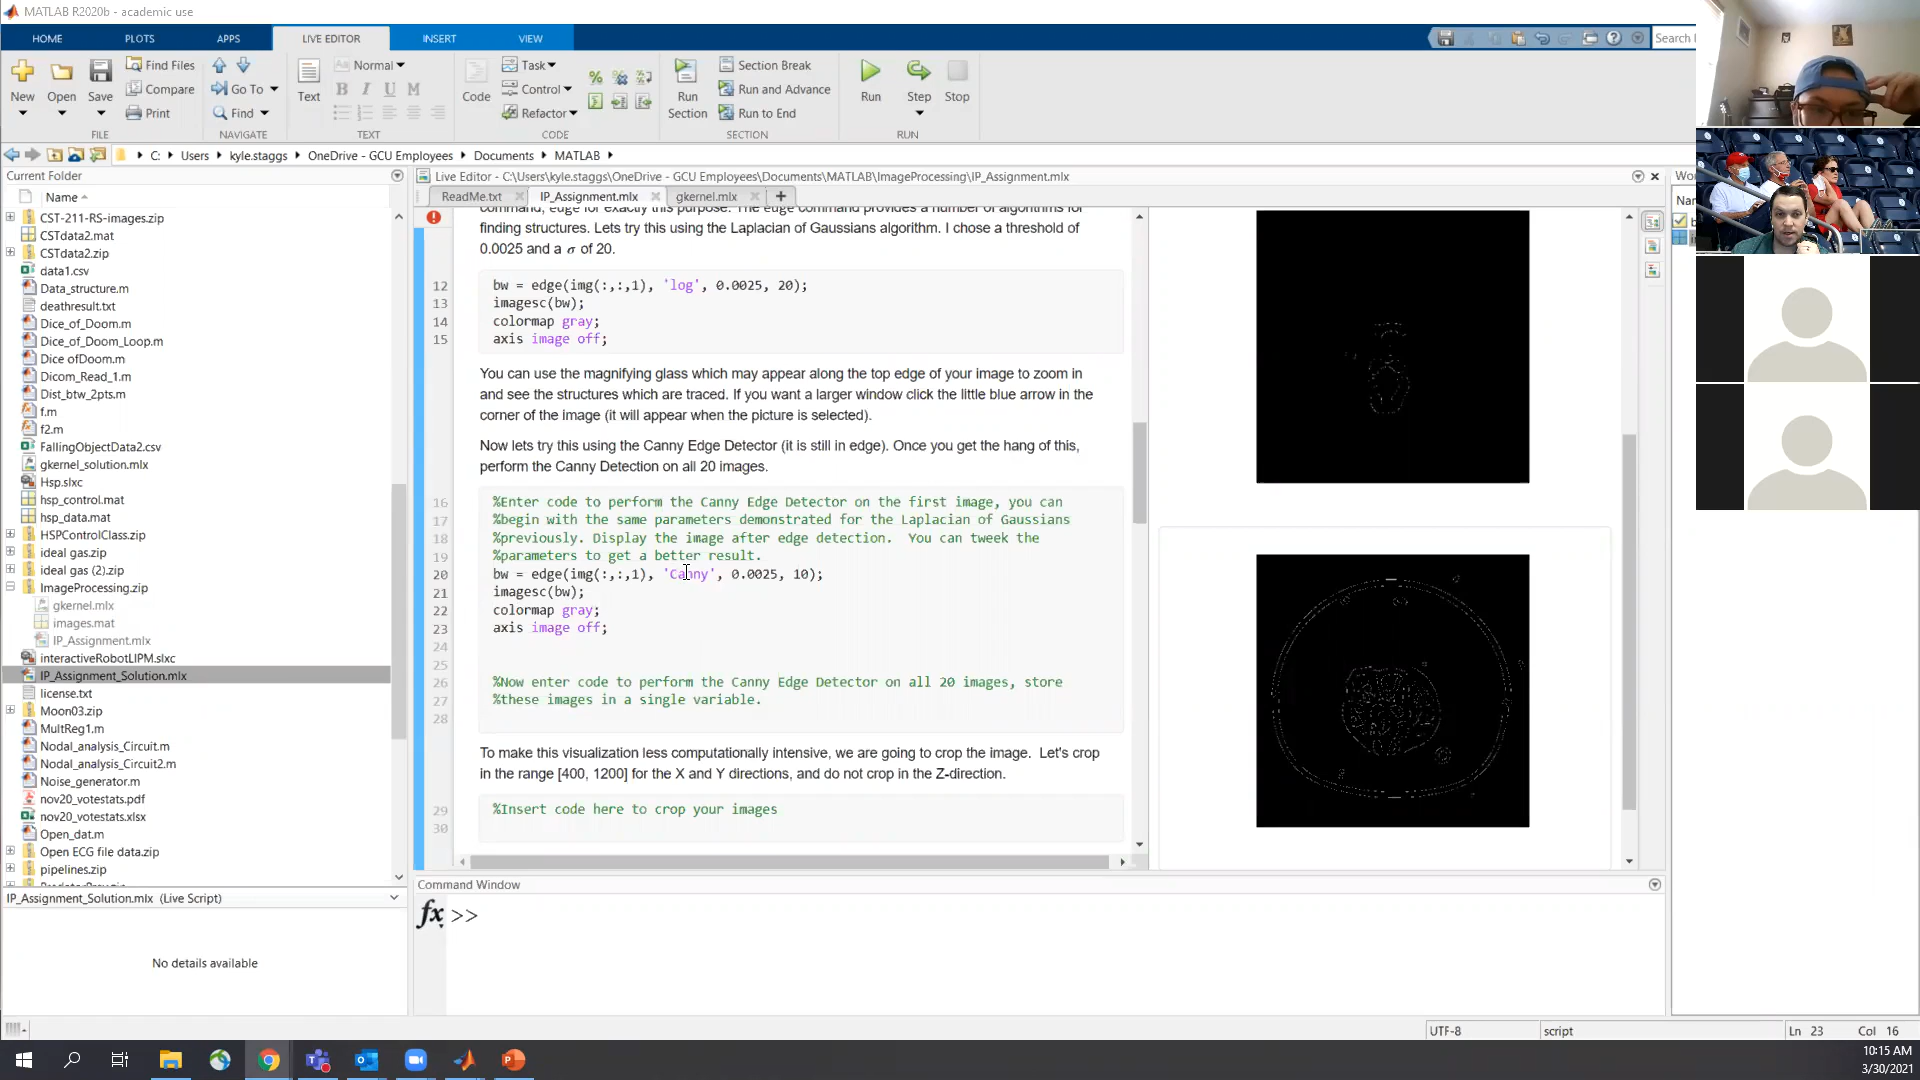 MATLAB R2020b - academic use
HOME PLOTS APPS LIVE EDITOR INSERT VIEW
New Open Save Find Files Compare Print FILE
Go To Find NAVIGATE
Text Normal B I U M TEXT
Code Task Control Refactor CODE
Run Section Section Break Run and Advance Run to End SECTION
Run Step Stop RUN
C: Users kyle.staggs OneDrive - GCU Employees Documents MATLAB
Current Folder
Name
CST-211-RS-images.zip
CSTdata2.mat
CSTdata2.zip
data1.csv
Data_structure.m
deathresult.txt
Dice_of_Doom.m
Dice_of_Doom_Loop.m
Dice ofDoom.m
Dicom_Read_1.m
Dist_btw_2pts.m
f.m
f2.m
FallingObjectData2.csv
gkernel_solution.mlx
Hsp.slxc
hsp_control.mat
hsp_data.mat
HSPControlClass.zip
ideal gas.zip
ideal gas (2).zip
ImageProcessing.zip
gkernel.mlx
images.mat
IP_Assignment.mlx
interactiveRobotLIPM.slxc
IP_Assignment_Solution.mlx
license.txt
Moon03.zip
MultReg1.m
Nodal_analysis_Circuit.m
Nodal_analysis_Circuit2.m
Noise_generator.m
nov20_votestats.pdf
nov20_votestats.xlsx
Open_dat.m
Open ECG file data.zip
pipelines.zip
IP_Assignment_Solution.mlx (Live Script)
No details available
Live Editor - C:\Users\kyle.staggs\OneDrive - GCU Employees\Documents\MATLAB\ImageProcessing\IP_Assignment.mlx
ReadMe.txt IP_Assignment.mlx gkernel.mlx
command, edge for exactly this purpose. The edge command provides a number of algorithms for
finding structures. Lets try this using the Laplacian of Gaussians algorithm. I chose a threshold of
0.0025 and a σ of 20.
12 bw = edge(img(:,:,1), 'log', 0.0025, 20);
13 imagesc(bw);
14 colormap gray;
15 axis image off;
You can use the magnifying glass which may appear along the top edge of your image to zoom in
and see the structures which are traced. If you want a larger window click the little blue arrow in the
corner of the image (it will appear when the picture is selected).
Now lets try this using the Canny Edge Detector (it is still in edge). Once you get the hang of this,
perform the Canny Detection on all 20 images.
16 %Enter code to perform the Canny Edge Detector on the first image, you can
17 %begin with the same parameters demonstrated for the Laplacian of Gaussians
18 %previously. Display the image after edge detection.  You can tweek the
19 %parameters to get a better result.
20 bw = edge(img(:,:,1), 'Canny', 0.0025, 10);
21 imagesc(bw);
22 colormap gray;
23 axis image off;
24
25
26 %Now enter code to perform the Canny Edge Detector on all 20 images, store
27 %these images in a single variable.
28
To make this visualization less computationally intensive, we are going to crop the image. Let's crop
in the range [400, 1200] for the X and Y directions, and do not crop in the Z-direction.
29 %Insert code here to crop your images
30
Command Window
fx >>
UTF-8 script Ln 23 Col 16
10:15 AM
3/30/2021